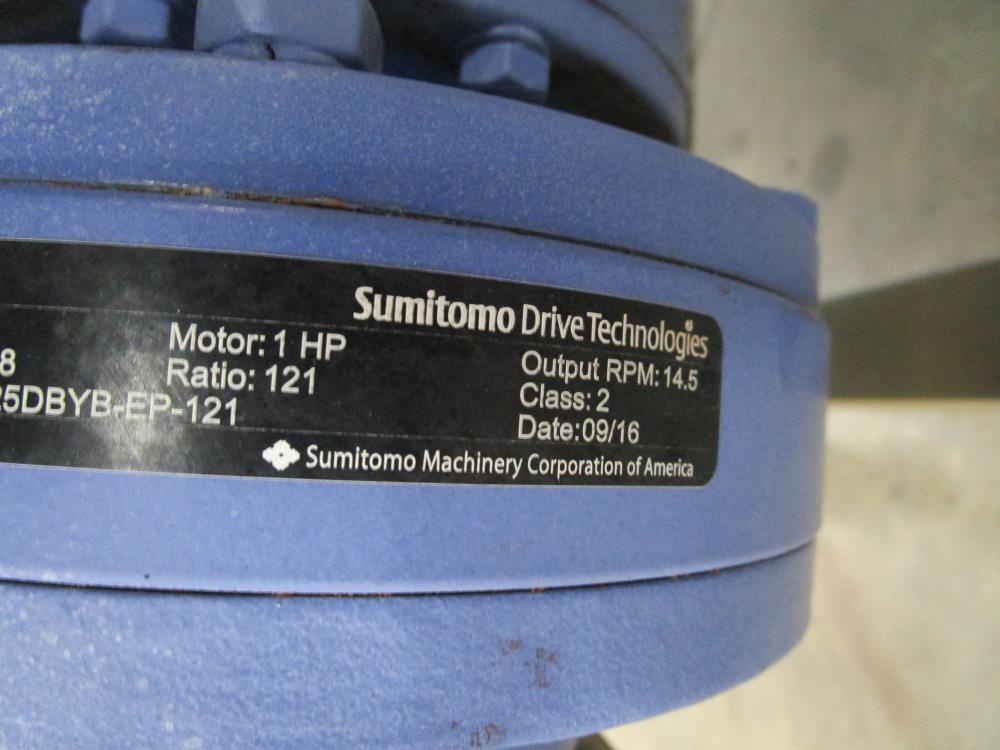 Sumitomo Drive Technologies
8 Motor: 1 HP Output RPM: 14.5
Ratio: 121 Class: 2
25DBYB-EP-121 Date: 09/16
Sumitomo Machinery Corporation of America